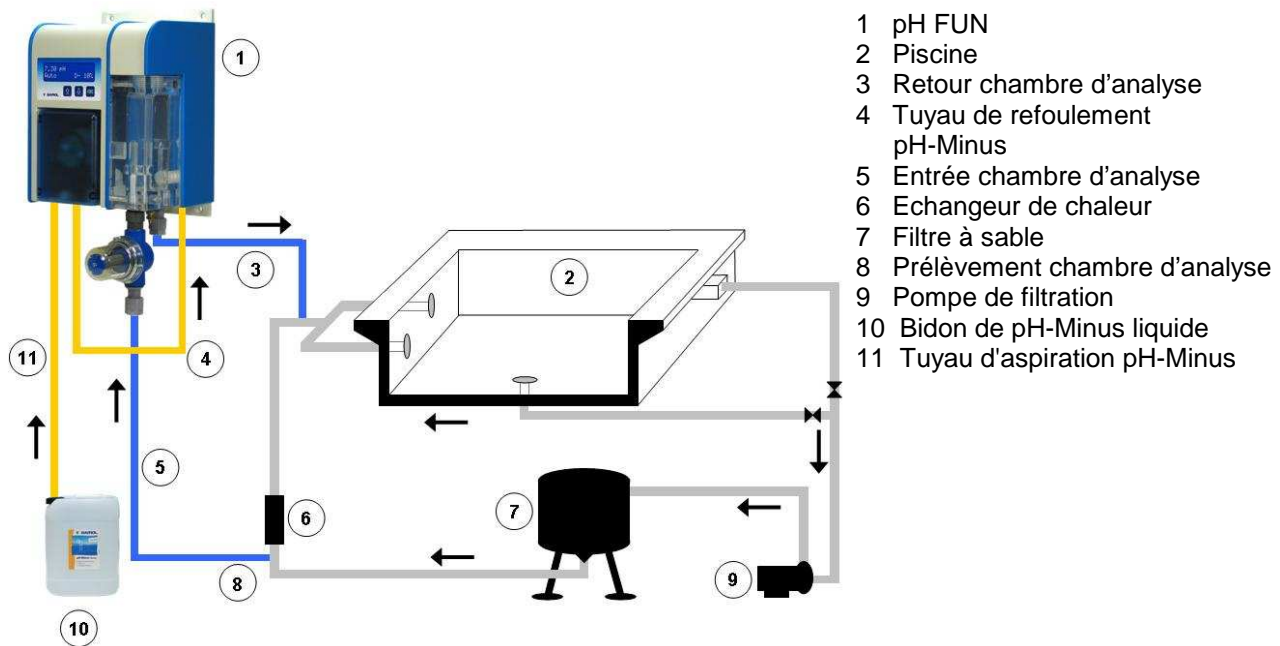 1 pH FUN
2 Piscine
3 Retour chambre d'analyse
4 Tuyau de refoulement
pH-Minus
5 Entrée chambre d'analyse
6 Echangeur de chaleur
7 Filtre à sable
8 Prélèvement chambre d'analyse
9 Pompe de filtration
10 Bidon de pH-Minus liquide
11 Tuyau d'aspiration pH-Minus
1
2
3
4
11
5
6
7
8
9
10